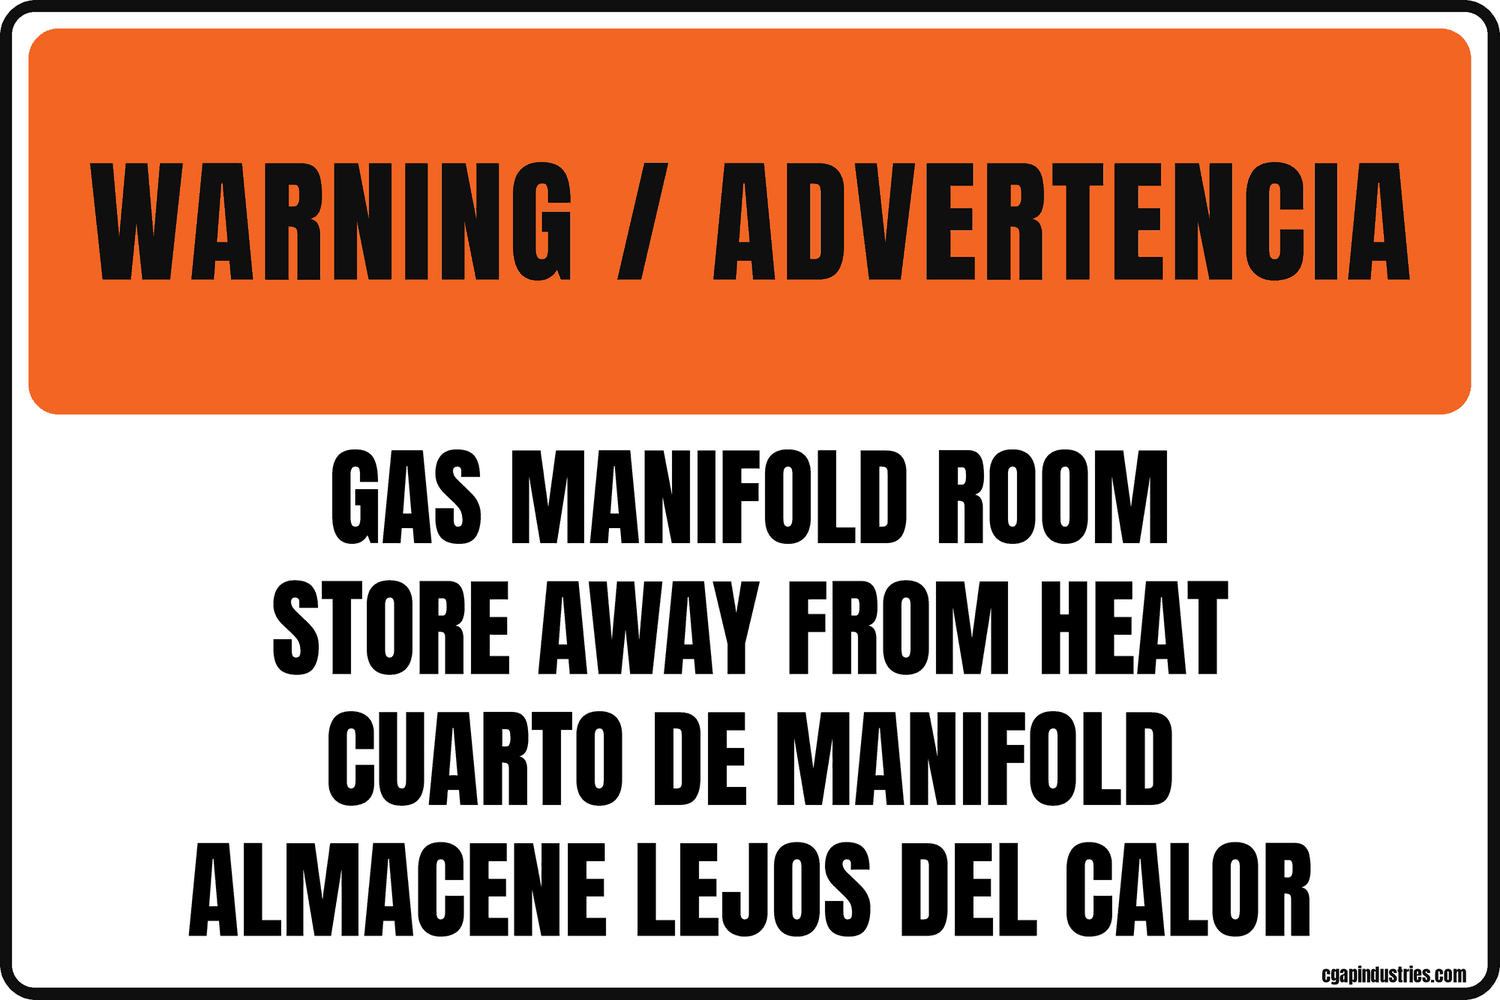 WARNING / ADVERTENCIA
GAS MANIFOLD ROOM
STORE AWAY FROM HEAT
CUARTO DE MANIFOLD
ALMACENE LEJOS DEL CALOR
cgapindustries.com